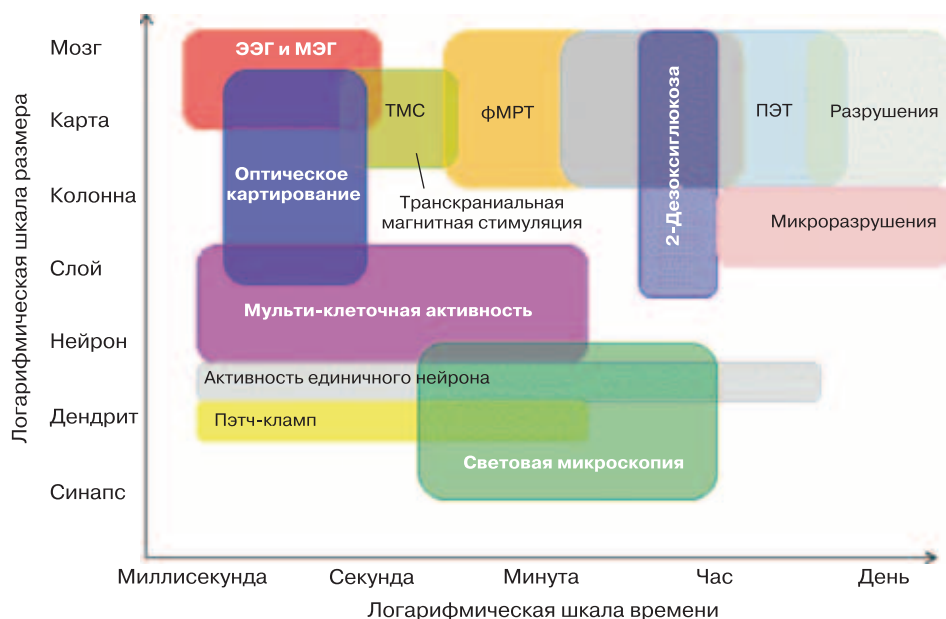 Логарифмическая шкала размера
Мозг
Карта
Колонна
Слой
Нейрон
Дендрит
Синапс
ЭЭГ и МЭГ
ТМС
фМРТ
ПЭТ
Разрушения
Оптическое
картирование
Транскраниальная
магнитная стимуляция
2-Дезоксиглюкоза
Микроразрушения
Мульти-клеточная активность
Активность единичного нейрона
Пэтч-кламп
Световая микроскопия
Миллисекунда
Секунда
Минута
Час
День
Логарифмическая шкала времени